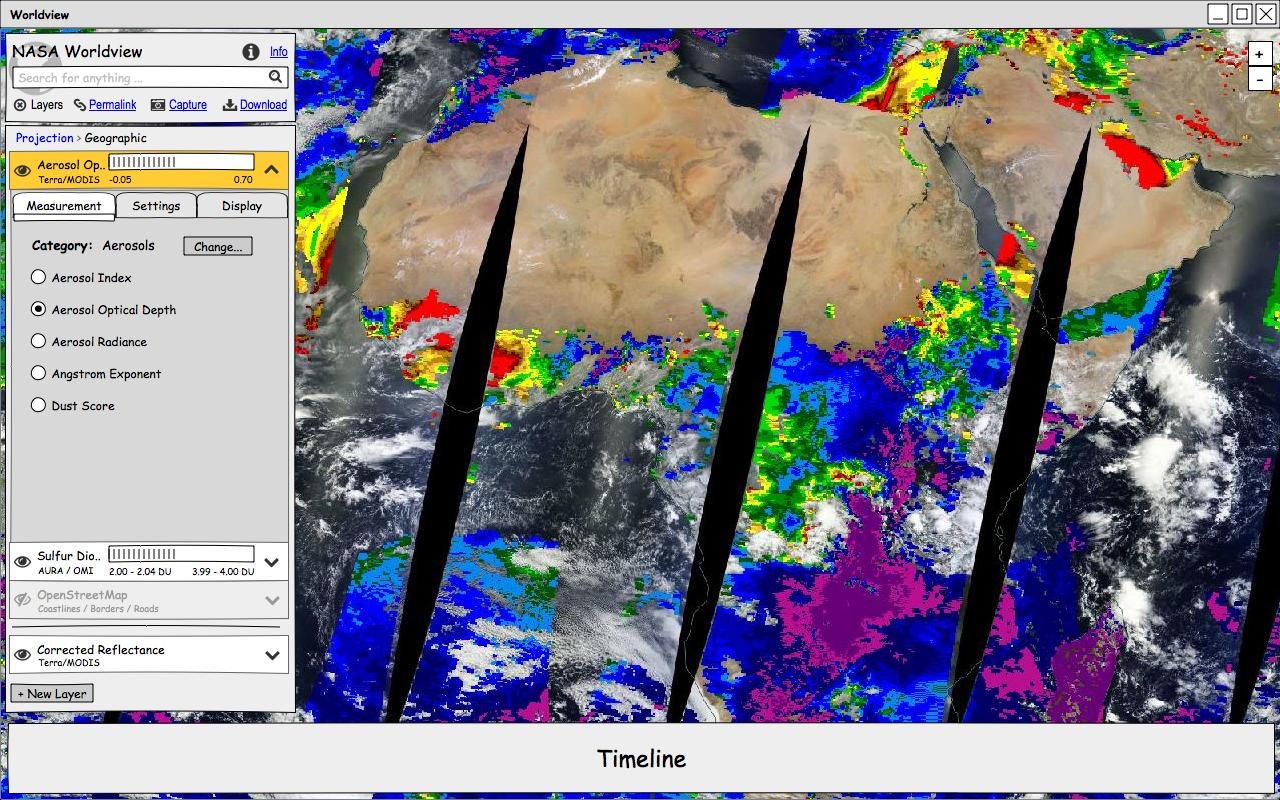 Worldview
NASA Worldview
Info
Search for anything ...
Layers Permalink Capture Download
Projection > Geographic
Aerosol Op..
Terra/MODIS -0.05 0.70
Measurement Settings Display
Category: Aerosols Change...
Aerosol Index
Aerosol Optical Depth
Aerosol Radiance
Angstrom Exponent
Dust Score
Sulfur Dio..
AURA / OMI 2.00 - 2.04 DU 3.99 - 4.00 DU
OpenStreetMap
Coastlines / Borders / Roads
Corrected Reflectance
Terra/MODIS
+ New Layer
+
-
Timeline